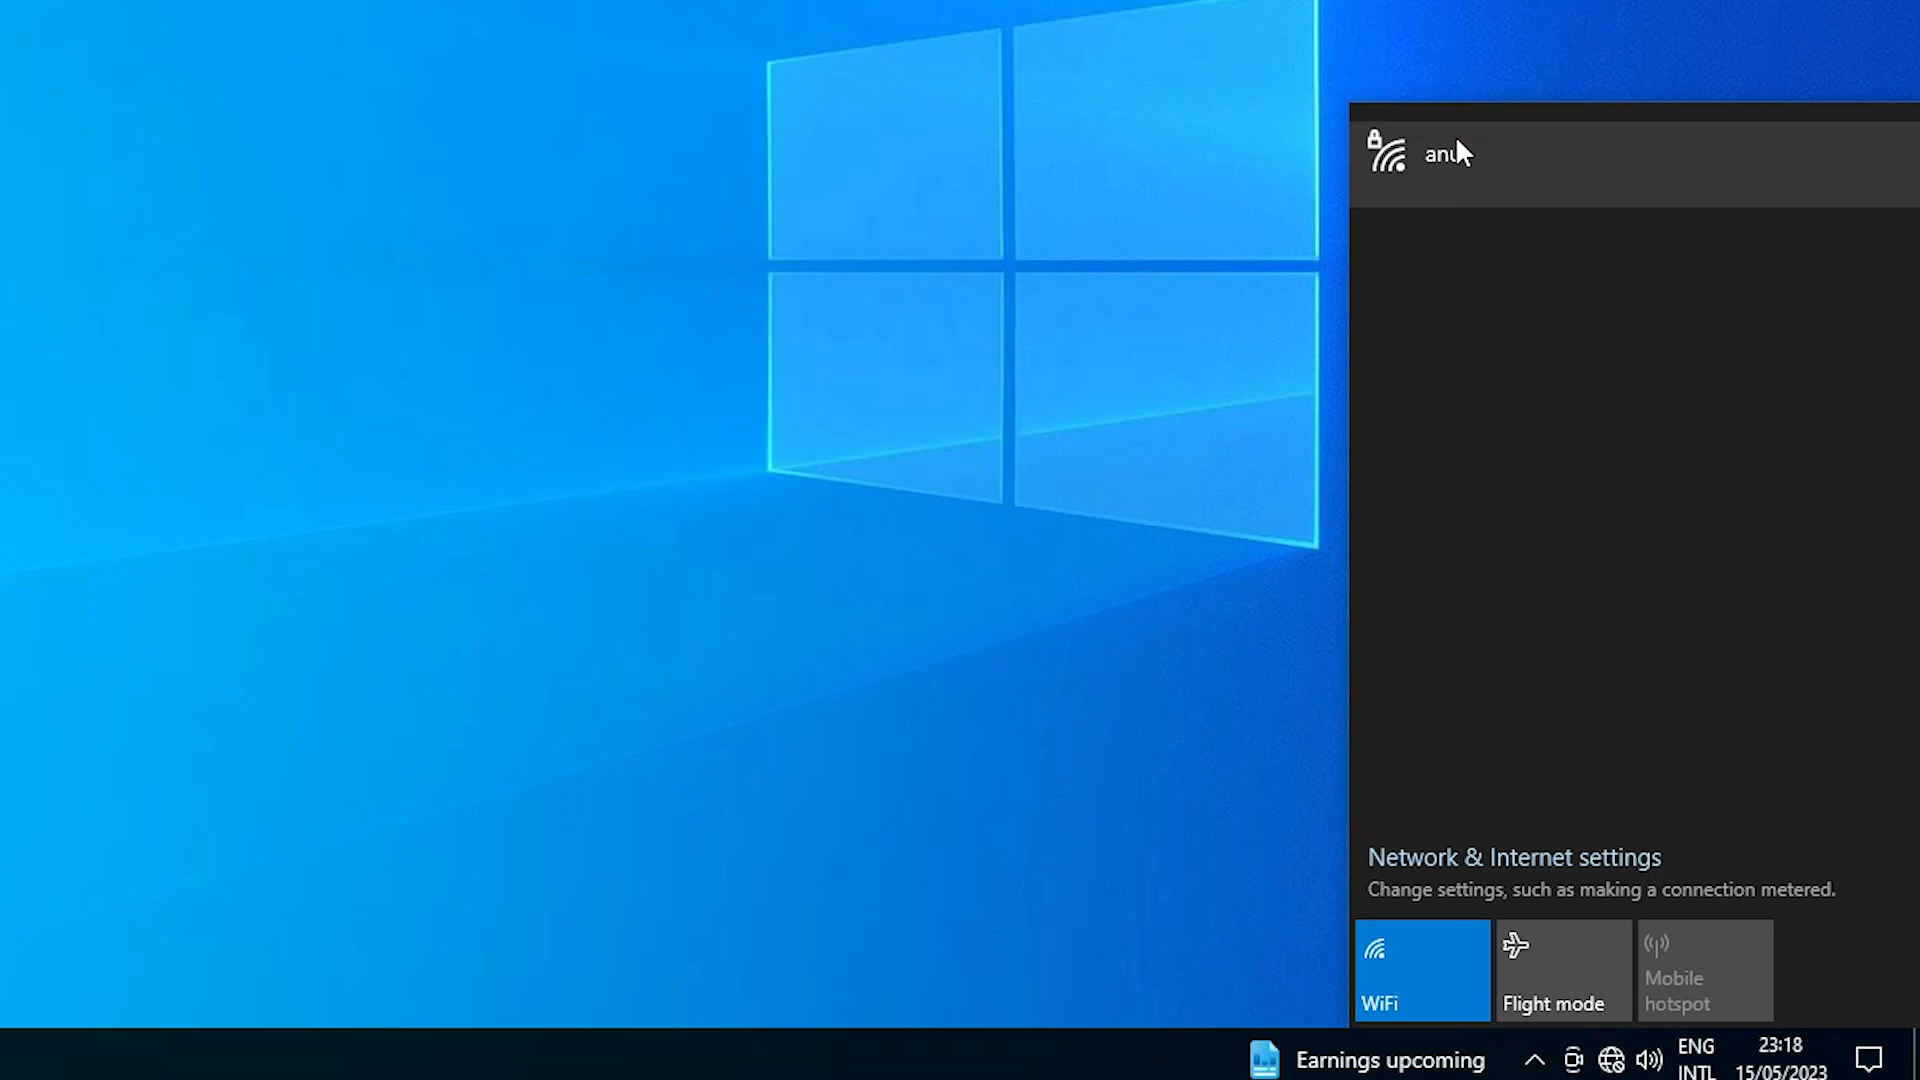 Network & Internet settings
Change settings, such as making a connection metered.
WiFi
Flight mode
Mobile
hotspot
Earnings upcoming
ENG
INTL
23:18
15/05/2023